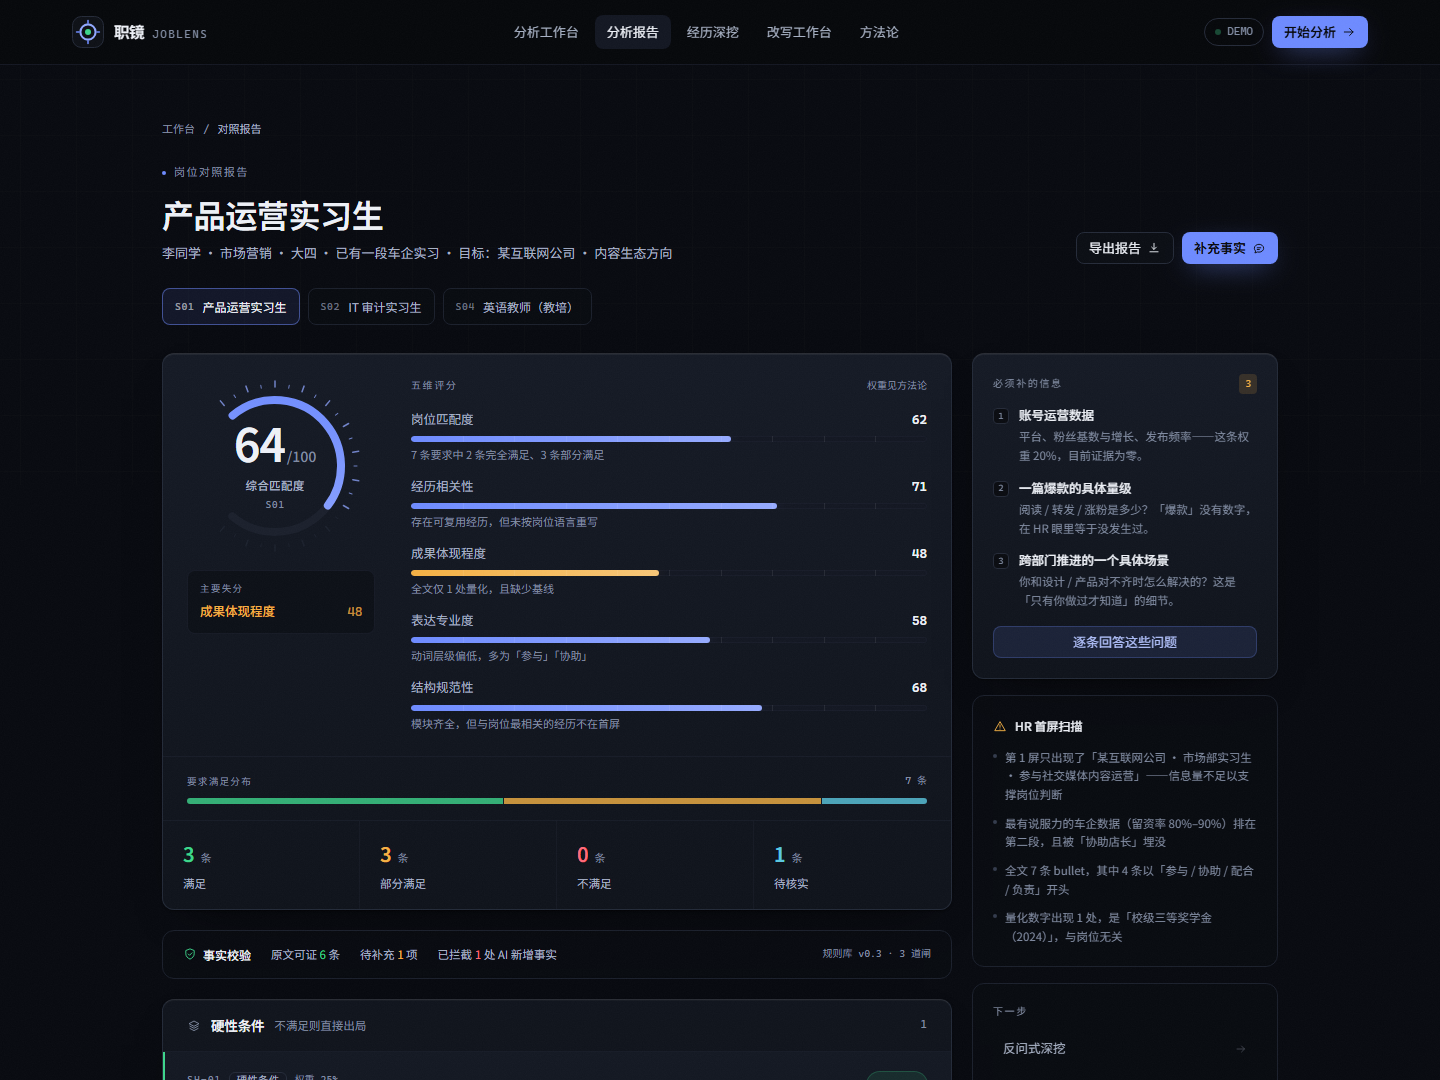 职镜 JOBLENS
分析工作台
分析报告
经历深挖
改写工作台
方法论
DEMO
开始分析
工作台 / 对照报告
岗位对照报告
产品运营实习生
李同学 · 市场营销 · 大四 · 已有一段车企实习 · 目标：某互联网公司 · 内容生态方向
导出报告
补充事实
S01 产品运营实习生
S02 IT 审计实习生
S04 英语教师（教培）
64/100
综合匹配度
S01
主要失分
成果体现程度 48
五维评分 权重见方法论
岗位匹配度 62
7 条要求中 2 条完全满足、3 条部分满足
经历相关性 71
存在可复用经历，但未按岗位语言重写
成果体现程度 48
全文仅 1 处量化，且缺少基线
表达专业度 58
动词层级偏低，多为「参与」「协助」
结构规范性 68
模块齐全，但与岗位最相关的经历不在首屏
要求满足分布 7 条
3 条
满足
3 条
部分满足
0 条
不满足
1 条
待核实
事实校验 原文可证 6 条 待补充 1 项 已拦截 1 处 AI 新增事实 规则库 v0.3 · 3 道闸
硬性条件 不满足则直接出局 1
SH-01 硬性条件 权重 25%
必须补的信息 3
1 账号运营数据
平台、粉丝基数与增长、发布频率——这条权
重 20%，目前证据为零。
2 一篇爆款的具体量级
阅读 / 转发 / 涨粉是多少？「爆款」没有数字，
在 HR 眼里等于没发生过。
3 跨部门推进的一个具体场景
你和设计 / 产品对不齐时怎么解决的？这是
「只有你做过才知道」的细节。
逐条回答这些问题
HR 首屏扫描
第 1 屏只出现了「某互联网公司 · 市场部实习生
· 参与社交媒体内容运营」——信息量不足以支
撑岗位判断
最有说服力的车企数据（留资率 80%–90%）排在
第二段，且被「协助店长」埋没
全文 7 条 bullet，其中 4 条以「参与 / 协助 / 配合
/ 负责」开头
量化数字出现 1 处，是「校级三等奖学金
（2024）」，与岗位无关
下一步
反问式深挖